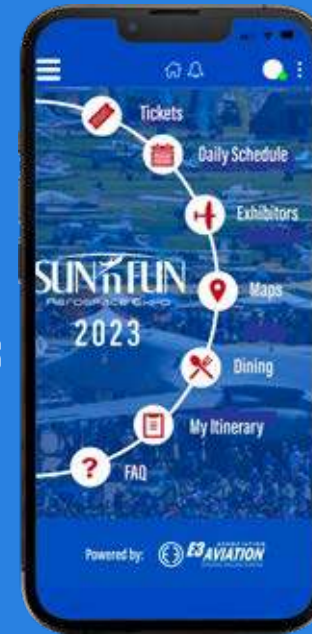 Tickets
Daily Schedule
Exhibitors
SUN n FUN
AEROSPACE EXPO
Maps
2023
Dining
My Itinerary
?
FAQ
Powered by:
E3 AVIATION